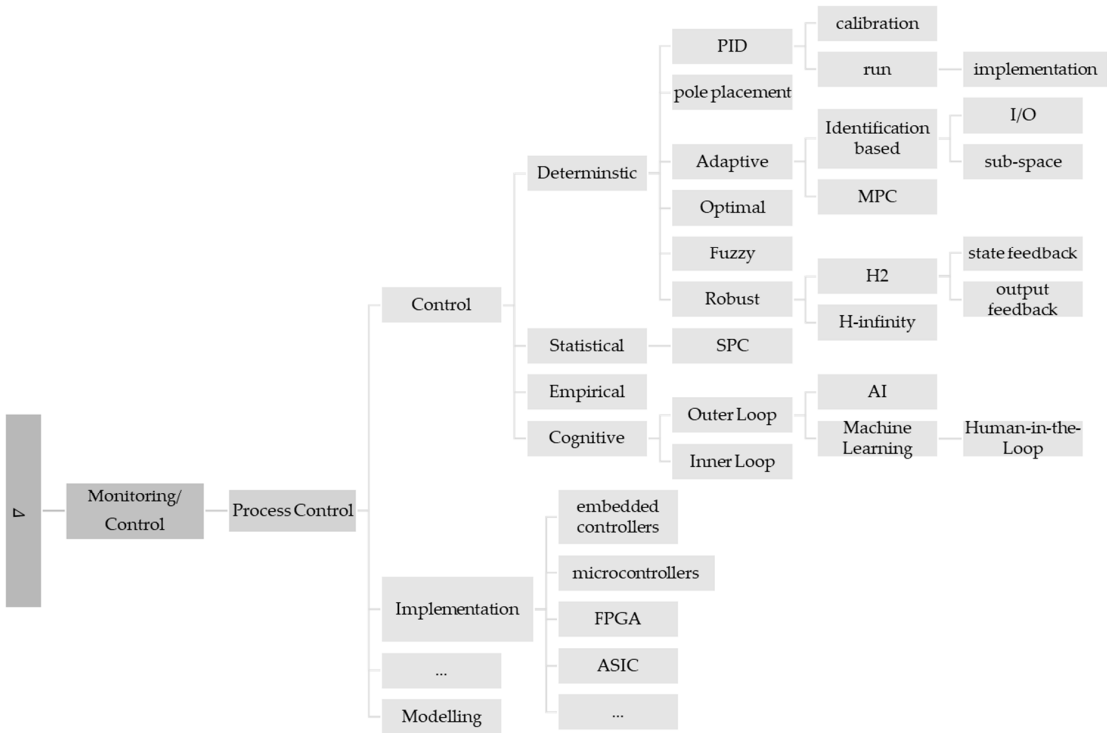 calibration
PID
run
implementation
pole placement
I/O
Identification
based
Adaptive
sub-space
Determinstic
MPC
Optimal
Fuzzy
state feedback
H2
Robust
output
feedback
Control
H-infinity
Statistical
SPC
Empirical
AI
Outer Loop
Cognitive
Machine
Learning
Human-in-the-
Loop
Inner Loop
Monitoring/
Control
Process Control
embedded
controllers
microcontrollers
Implementation
FPGA
ASIC
...
...
Modelling